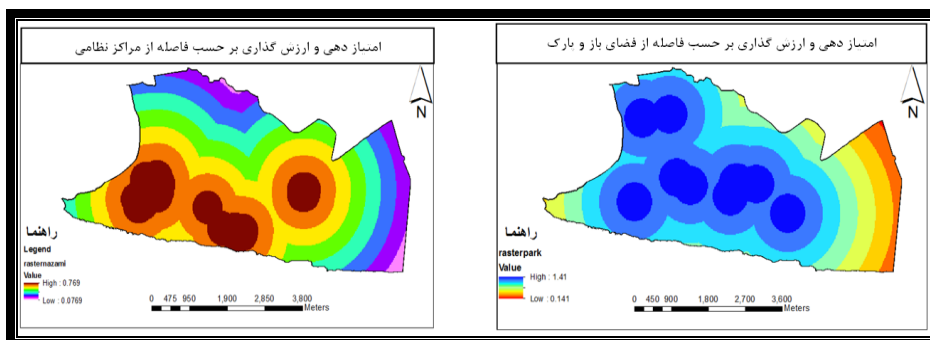 امتیاز دهی و ارزش گذاری بر حسب فاصله از فضای باز و پارک
N
راهنما
rasterpark
Value
High : 1.41
Low : 0.141
0 450 900 1,800 2,700 3,600
Meters
امتیاز دهی و ارزش گذاری بر حسب فاصله از مراکز نظامی
N
راهنما
Legend
rasternazami
Value
High : 0.769
Low : 0.0769
0 475 950 1,900 2,850 3,800
Meters